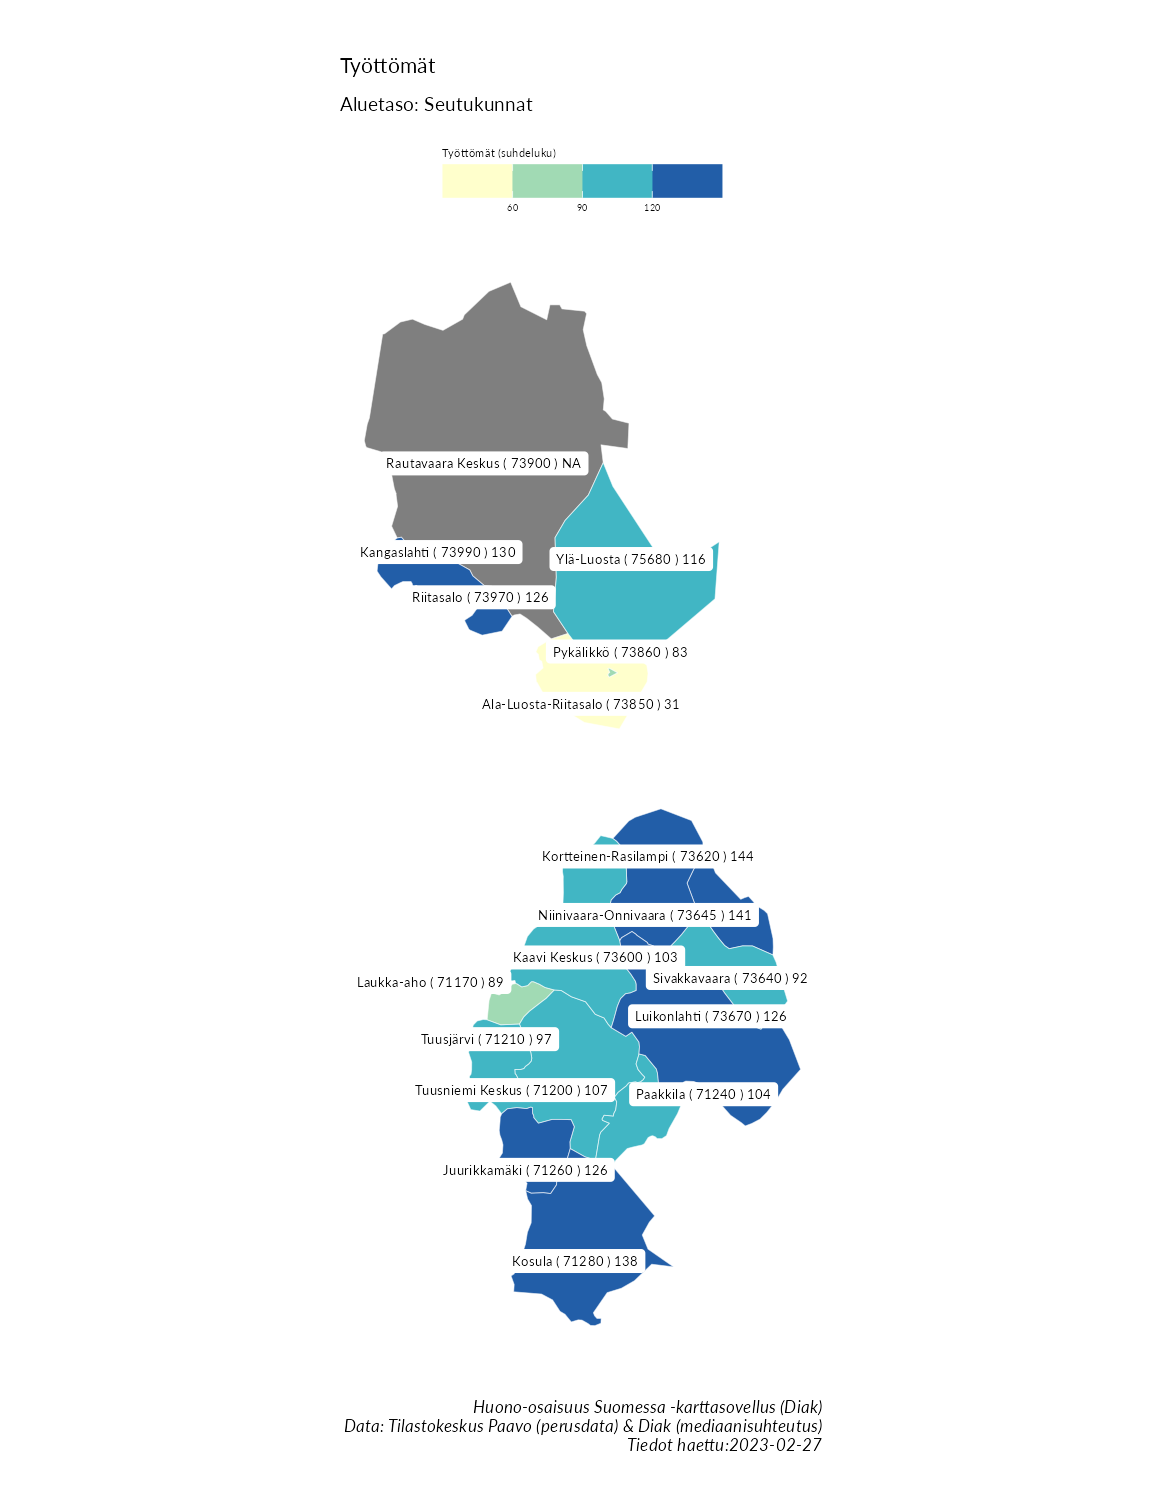 Työttömät
Aluetaso: Seutukunnat
Työttömät (suhdeluku)
60 90 120
Rautavaara Keskus ( 73900 ) NA
Kangaslahti ( 73990 ) 130
Ylä-Luosta ( 75680 ) 116
Riitasalo ( 73970 ) 126
Pykälikkö ( 73860 ) 83
Ala-Luosta-Riitasalo ( 73850 ) 31
Kortteinen-Rasilampi ( 73620 ) 144
Niinivaara-Onnivaara ( 73645 ) 141
Kaavi Keskus ( 73600 ) 103
Sivakkavaara ( 73640 ) 92
Laukka-aho ( 71170 ) 89
Luikonlahti ( 73670 ) 126
Tuusjärvi ( 71210 ) 97
Tuusniemi Keskus ( 71200 ) 107
Paakkila ( 71240 ) 104
Juurikkamäki ( 71260 ) 126
Kosula ( 71280 ) 138
Huono-osaisuus Suomessa -karttasovellus (Diak)
Data: Tilastokeskus Paavo (perusdata) & Diak (mediaanisuhteutus)
Tiedot haettu:2023-02-27